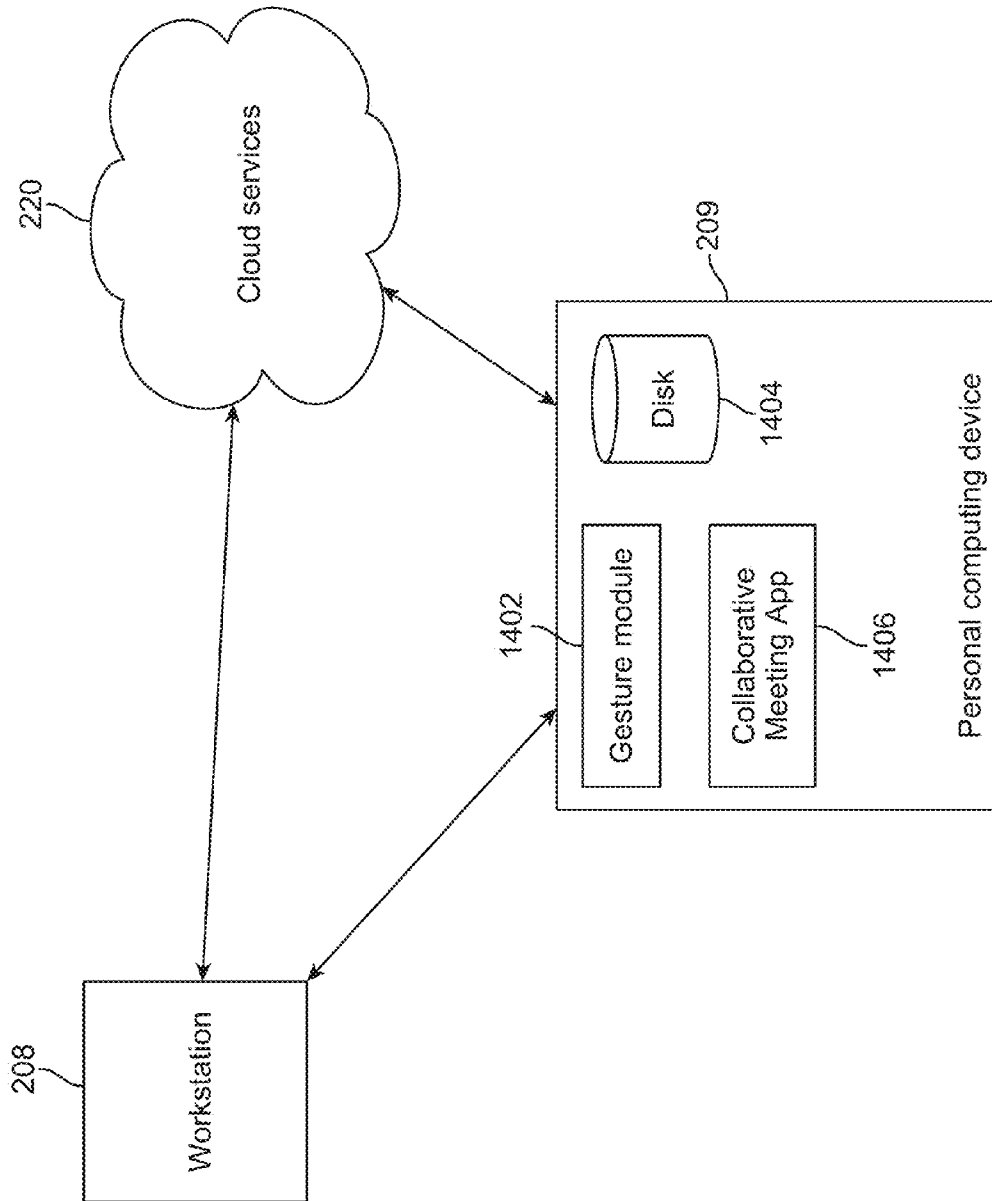 208
Workstation
220
Cloud services
209
1402
Gesture module
Disk
1404
Collaborative
Meeting App
1406
Personal computing device